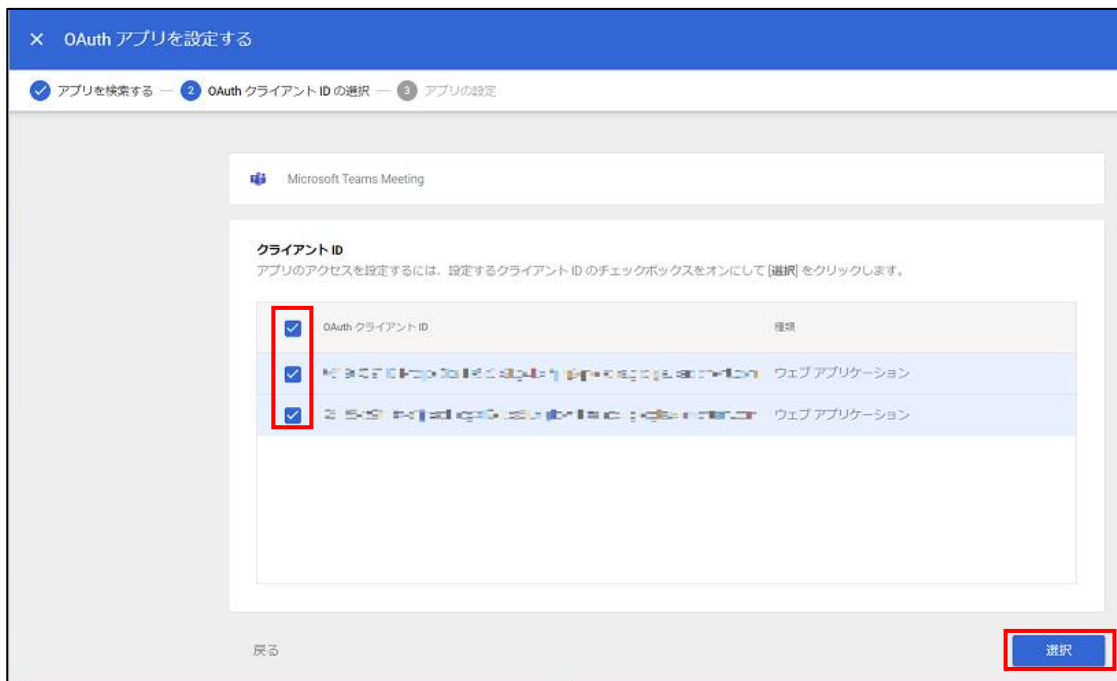 × OAuth アプリを設定する
アプリを検索する — 2 OAuth クライアント ID の選択 — 3 アプリの設定
Microsoft Teams Meeting
クライアント ID
アプリのアクセスを設定するには、設定するクライアント ID のチェックボックスをオンにして [選択] をクリックします。
OAuth クライアント ID 種類
ウェブ アプリケーション
ウェブ アプリケーション
戻る 選択